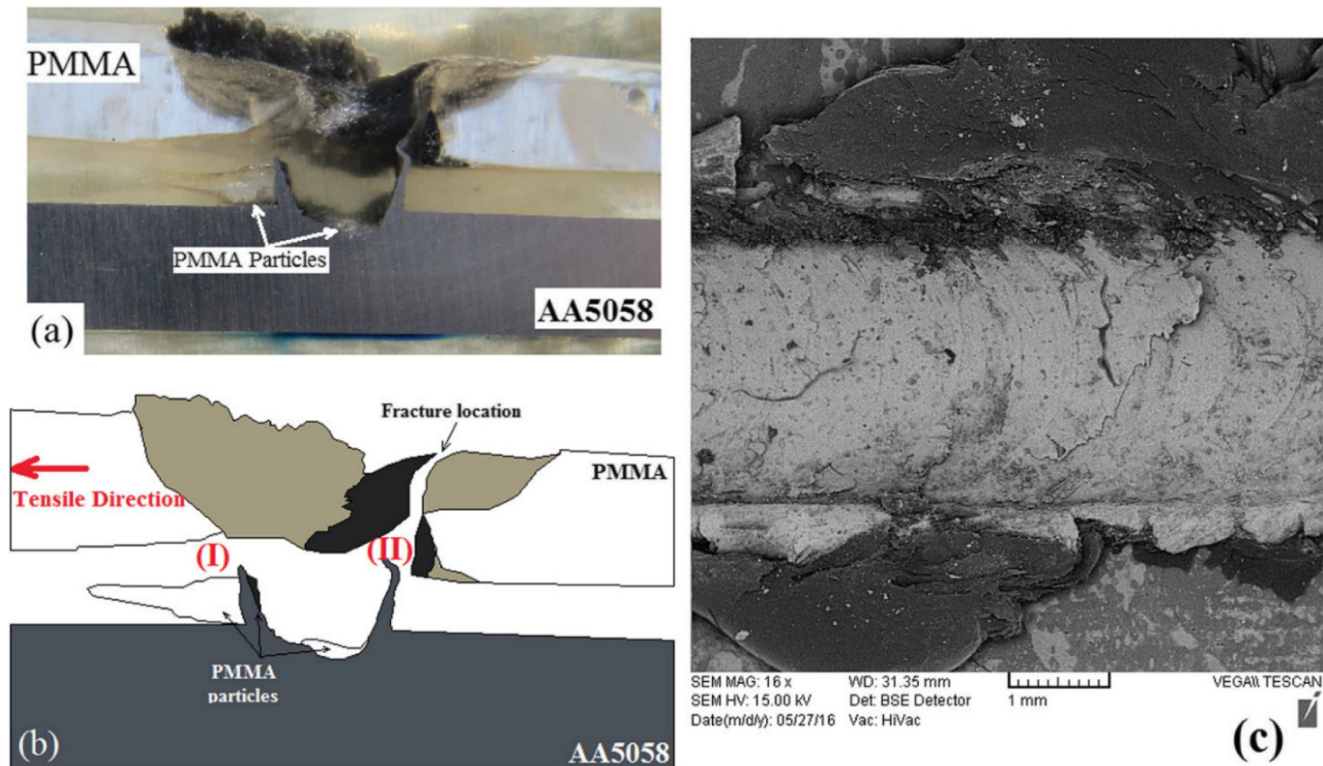 PMMA
PMMA Particles
AA5058
(a)
Fracture location
PMMA
Tensile Direction
(I)
(II)
PMMA
particles
(b)
AA5058
SEM MAG: 16 x WD: 31.35 mm
SEM HV: 15.00 kV Det: BSE Detector 1 mm VEGA\\ TESCAN
Date(m/d/y): 05/27/16 Vac: HiVac
(c)